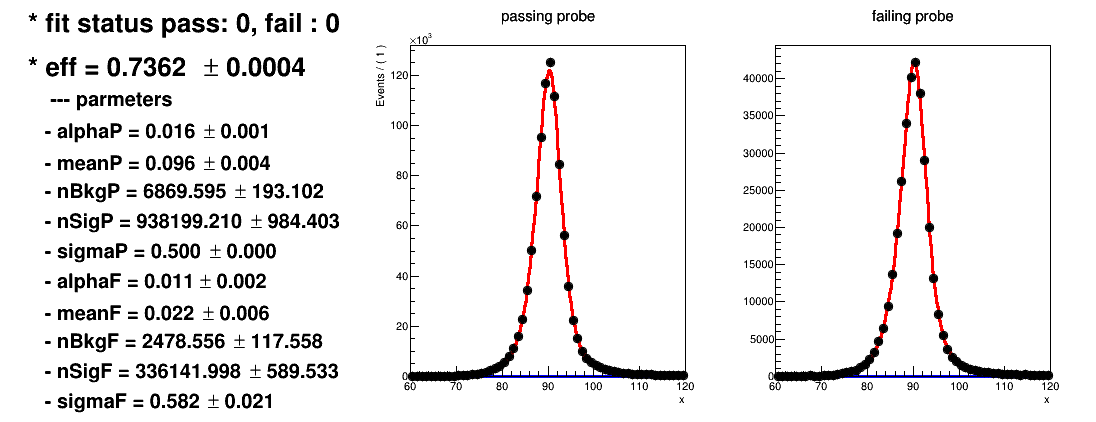 * fit status pass: 0, fail : 0
* eff = 0.7362 ± 0.0004
--- parmeters
- alphaP = 0.016 ± 0.001
- meanP = 0.096 ± 0.004
- nBkgP = 6869.595 ± 193.102
- nSigP = 938199.210 ± 984.403
- sigmaP = 0.500 ± 0.000
- alphaF = 0.011 ± 0.002
- meanF = 0.022 ± 0.006
- nBkgF = 2478.556 ± 117.558
- nSigF = 336141.998 ± 589.533
- sigmaF = 0.582 ± 0.021
passing probe
×10³
Events / ( 1 )
120
100
80
60
40
20
0
60 70 80 90 100 110 120
x
failing probe
40000
35000
30000
25000
20000
15000
10000
5000
0
60 70 80 90 100 110 120
x